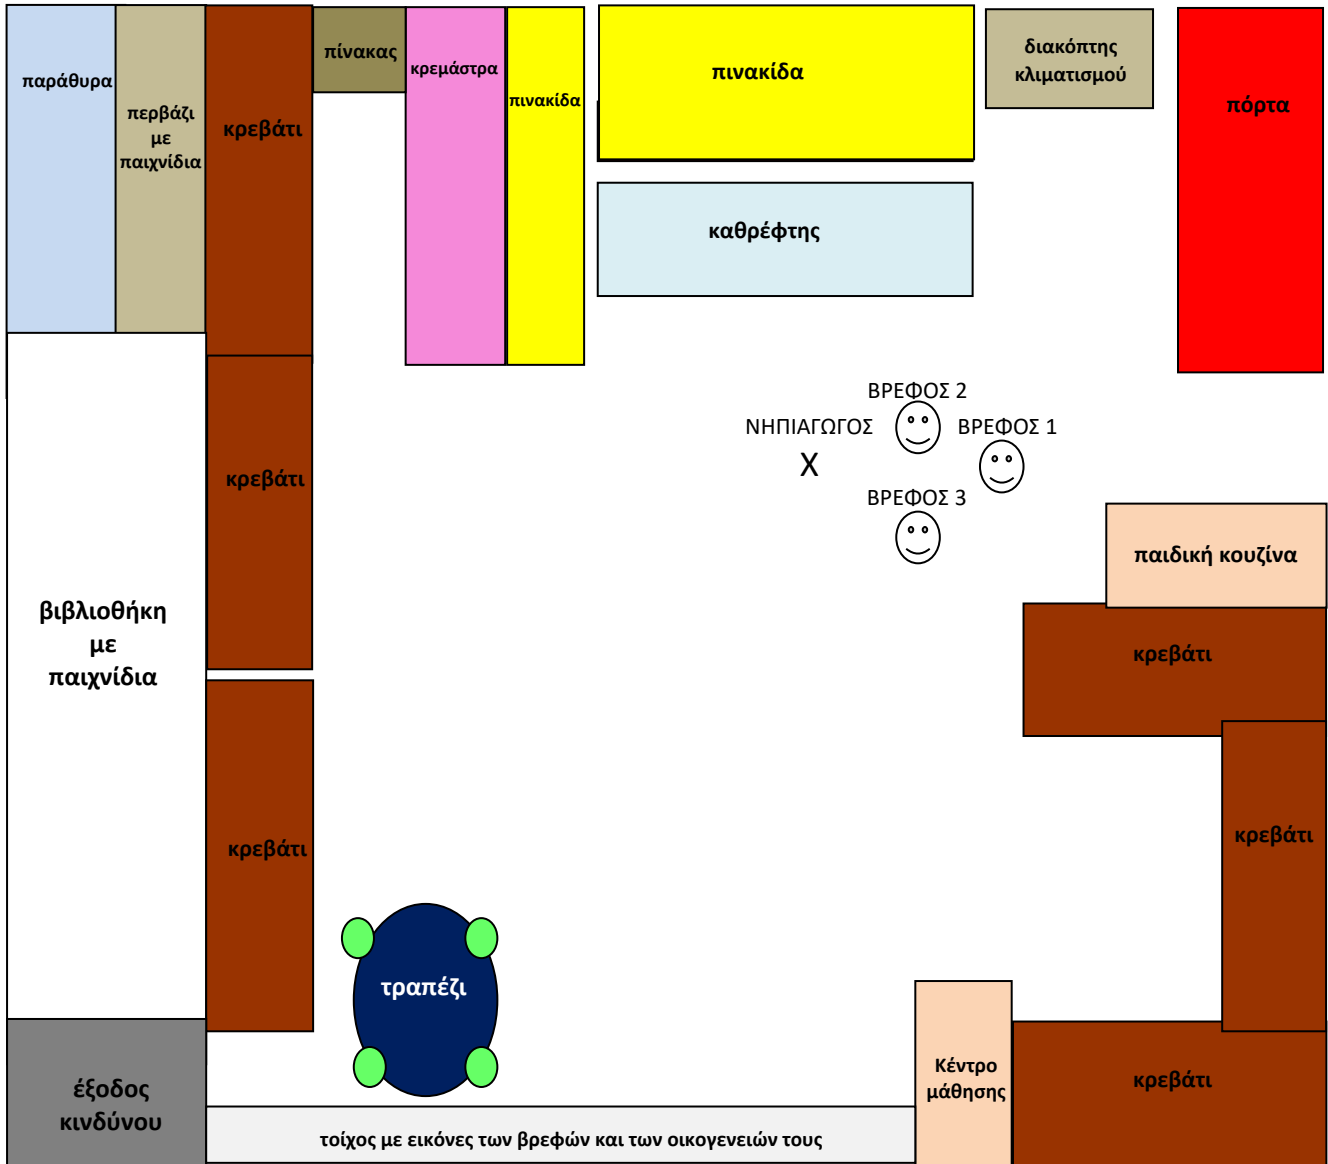 παράθυρα
περβάζι
με
παιχνίδια
κρεβάτι
πίνακας
κρεμάστρα
πινακίδα
πινακίδα
διακόπτης
κλιματισμού
πόρτα
καθρέφτης
ΒΡΕΦΟΣ 2
ΝΗΠΙΑΓΩΓΟΣ
ΒΡΕΦΟΣ 1
X
ΒΡΕΦΟΣ 3
κρεβάτι
παιδική κουζίνα
βιβλιοθήκη
με
παιχνίδια
κρεβάτι
κρεβάτι
κρεβάτι
τραπέζι
Κέντρο
μάθησης
κρεβάτι
έξοδος
κινδύνου
τοίχος με εικόνες των βρεφών και των οικογενειών τους